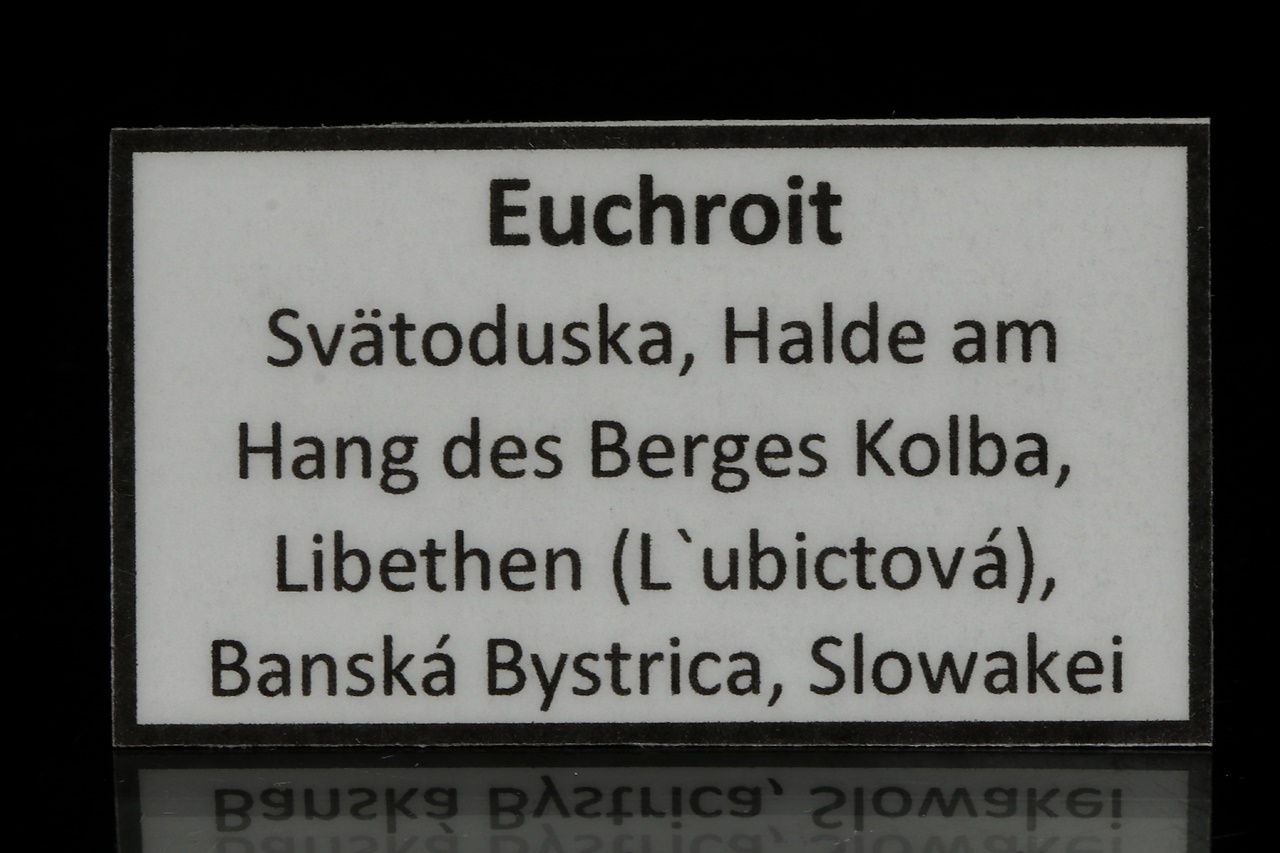 Euchroit
Svätoduska, Halde am
Hang des Berges Kolba,
Libethen (L`ubictová),
Banská Bystrica, Slowakei